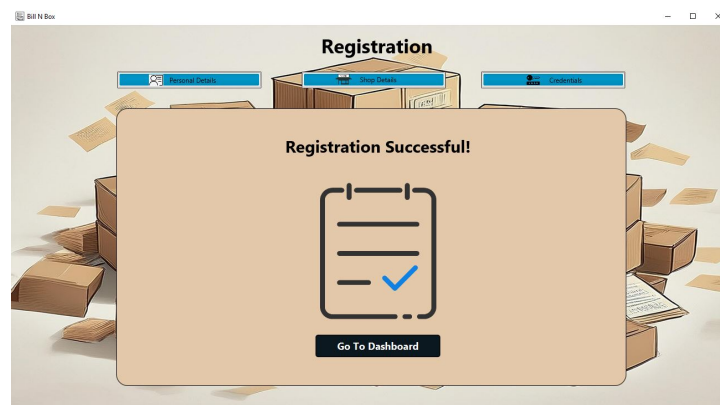 Bill N Box
Registration
Personal Details
Shop Details
Credentials
Registration Successful!
Go To Dashboard